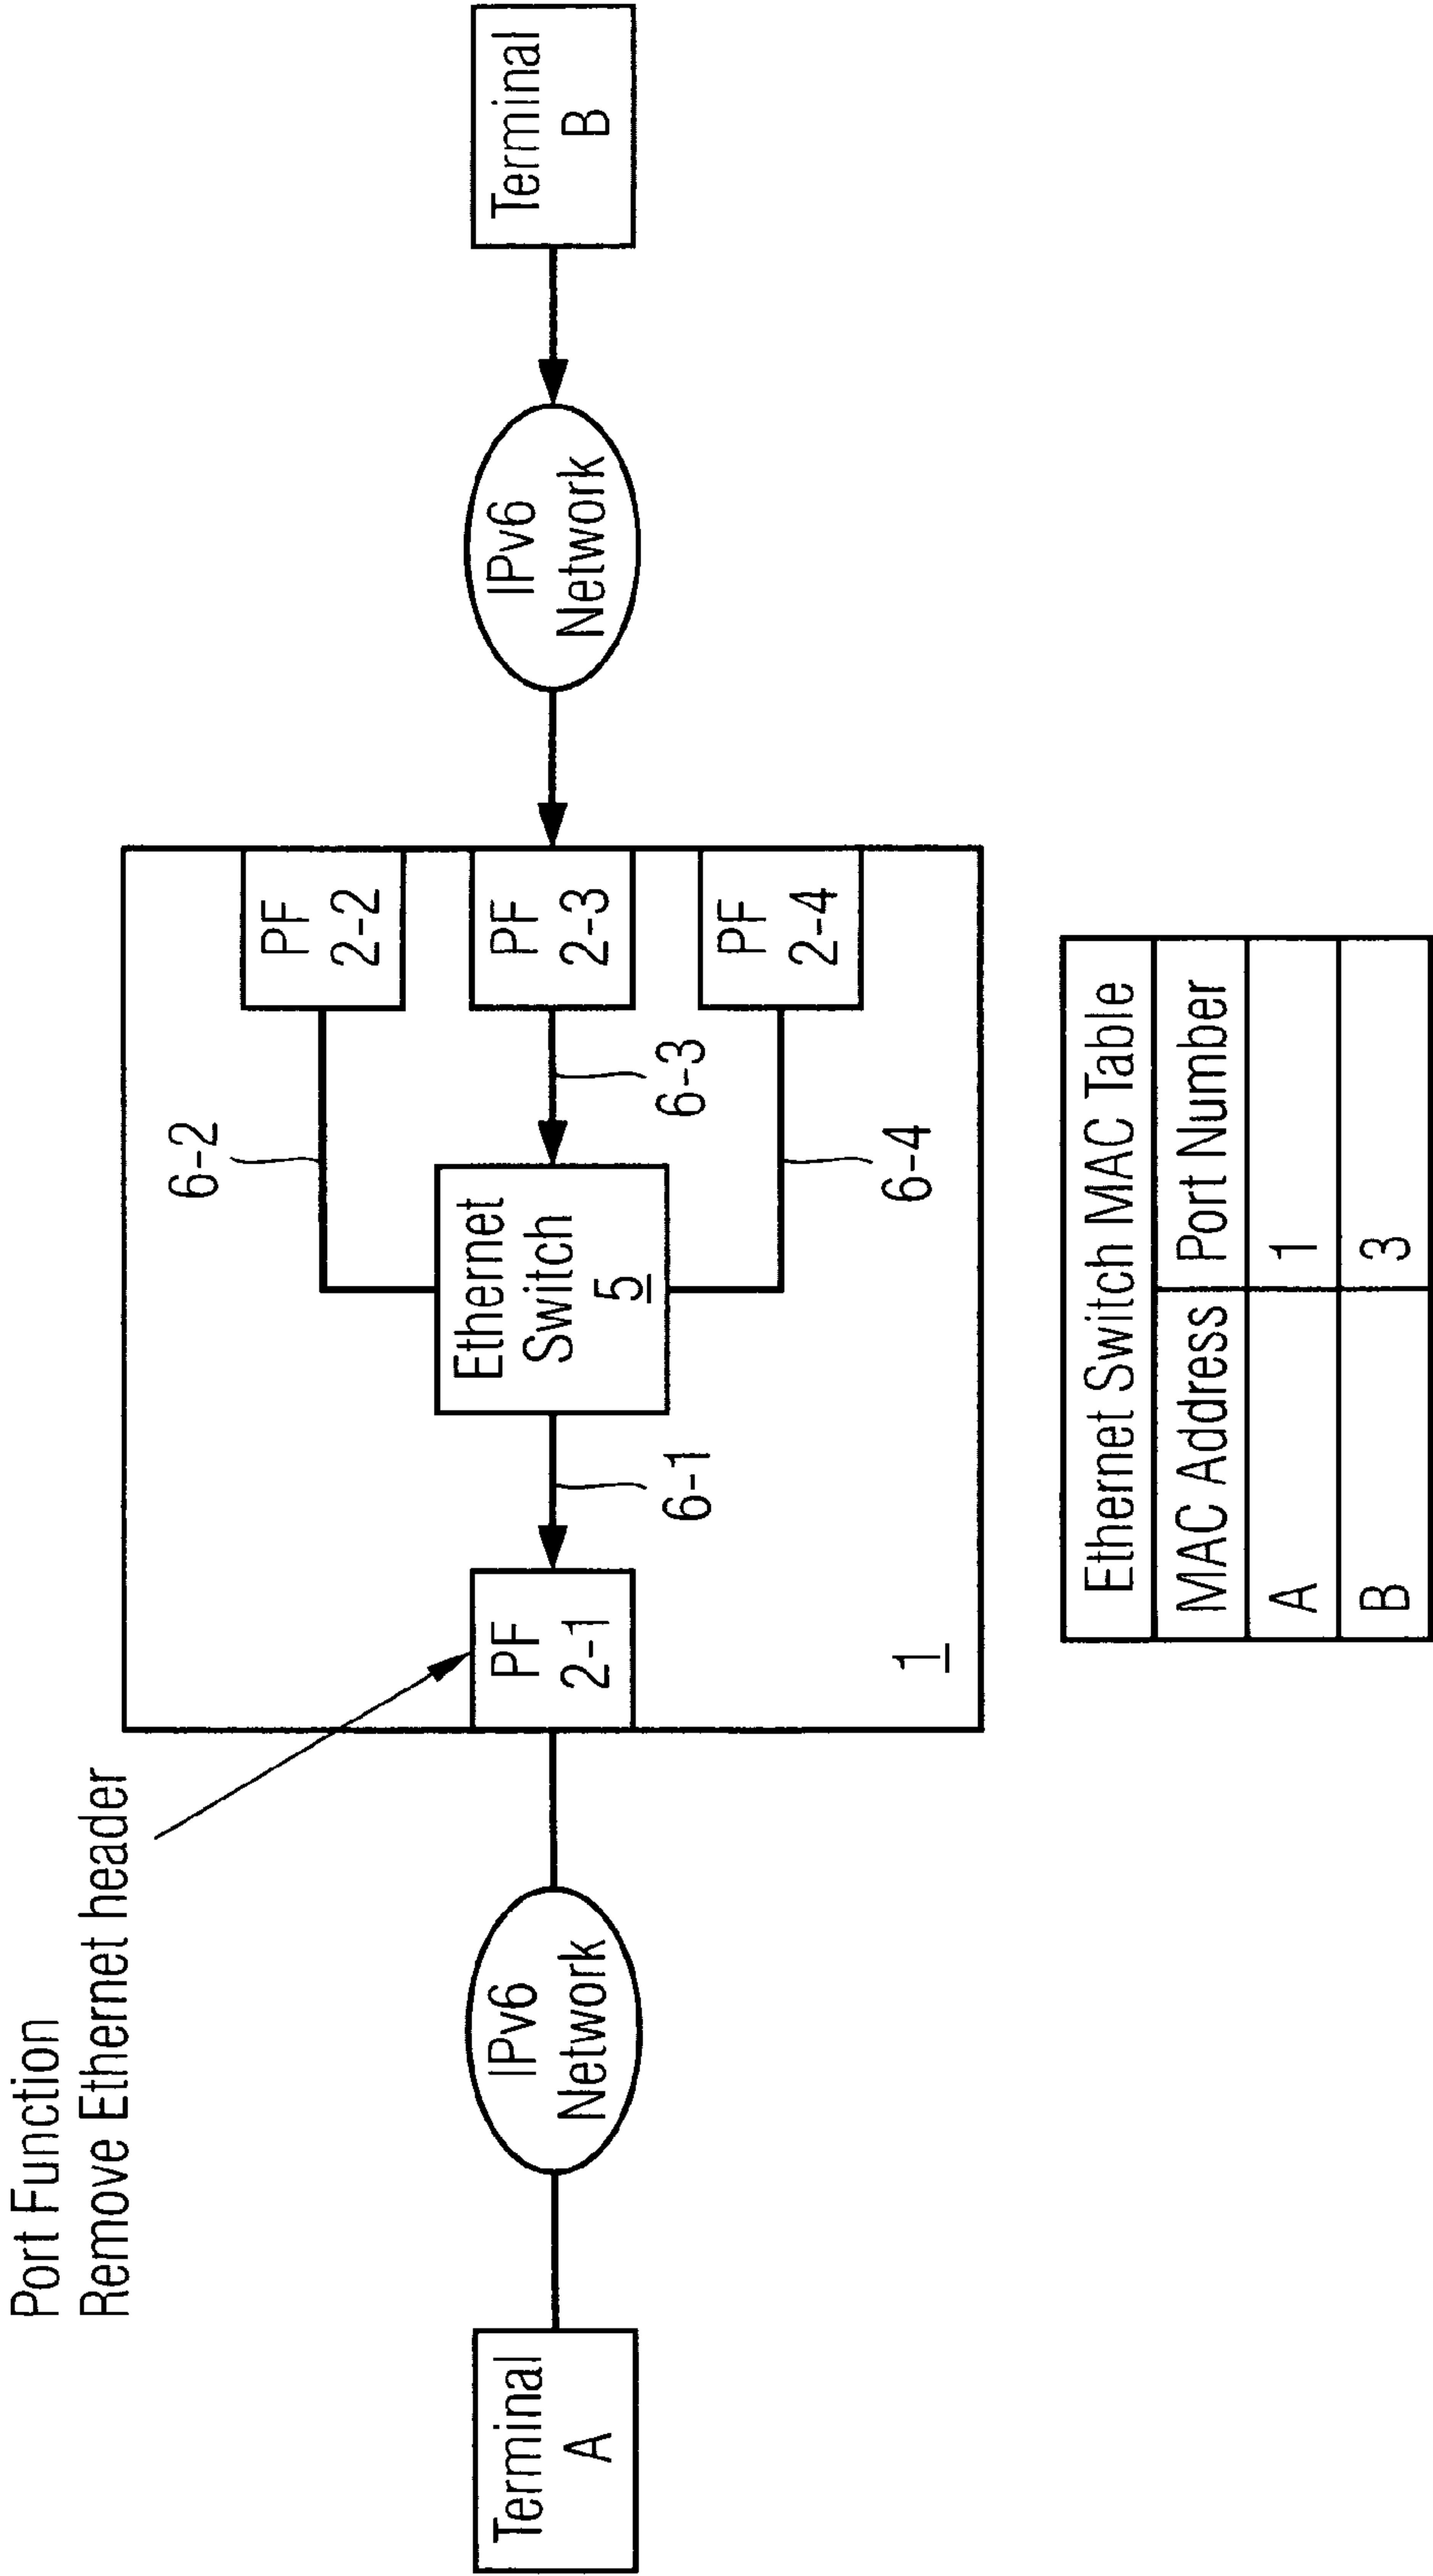 Port Function
Remove Ethernet header
Terminal
A
IPv6
Network
PF
2-1
6-1
Ethernet
Switch
5
6-2
6-3
6-4
PF
2-2
PF
2-3
PF
2-4
1
IPv6
Network
Terminal
B
Ethernet Switch MAC Table
MAC Address Port Number
A 1
B 3